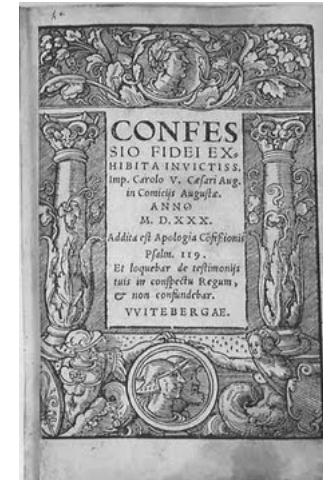 CONFES
SIO FIDEI EX-
HIBITA INVICTISS.
Imp. Carolo V. Cæsari Aug.
in Comicijs Augustæ.
ANNO
M. D. XXX.
Addita est Apologia Cõfeßionis
Psalm. 119.
Et loquebar de testimonijs
tuis in conspectu Regum,
& non confundebar.
VVITEBERGAE.